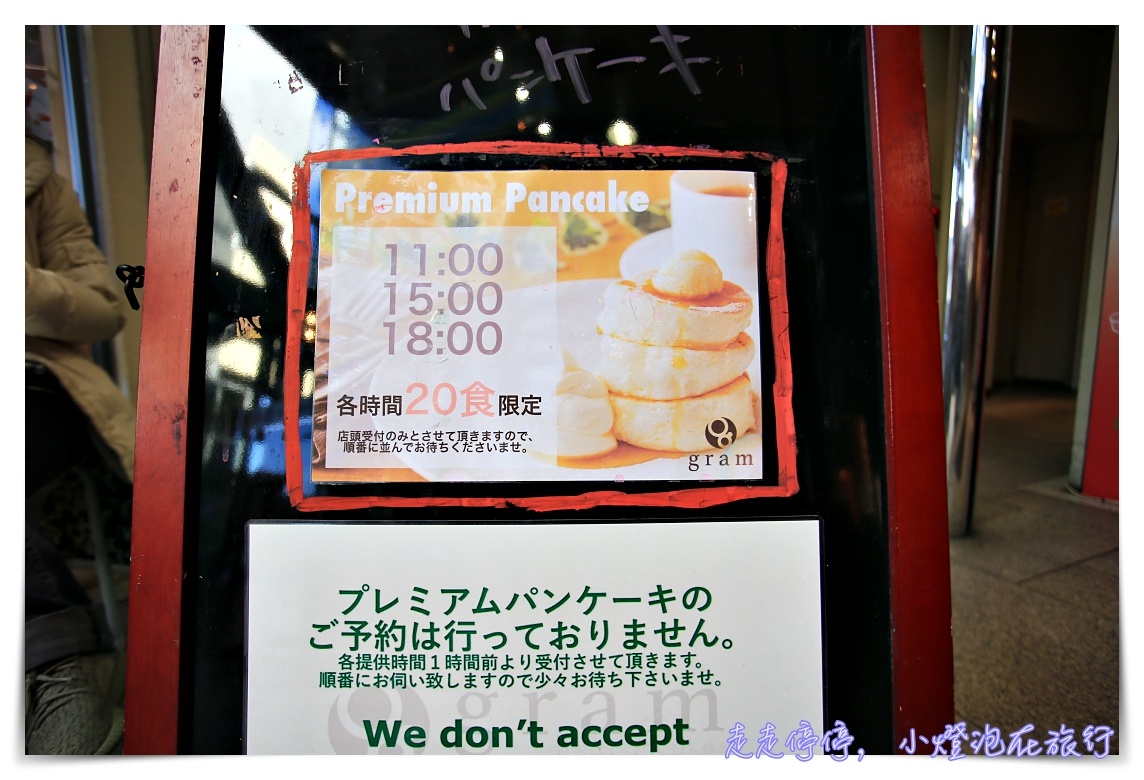 パンケーキ
Premium Pancake
11:00
15:00
18:00
各時間20食限定
店頭受付のみとさせて頂きますので、
順番に並んでお待ちくださいませ。
gram
プレミアムパンケーキの
ご予約は行っておりません。
各提供時間１時間前より受付させて頂きます。
順番にお伺い致しますので少々お待ち下さいませ。
gram
We don't accept
走走停停， 小燈泡在旅行